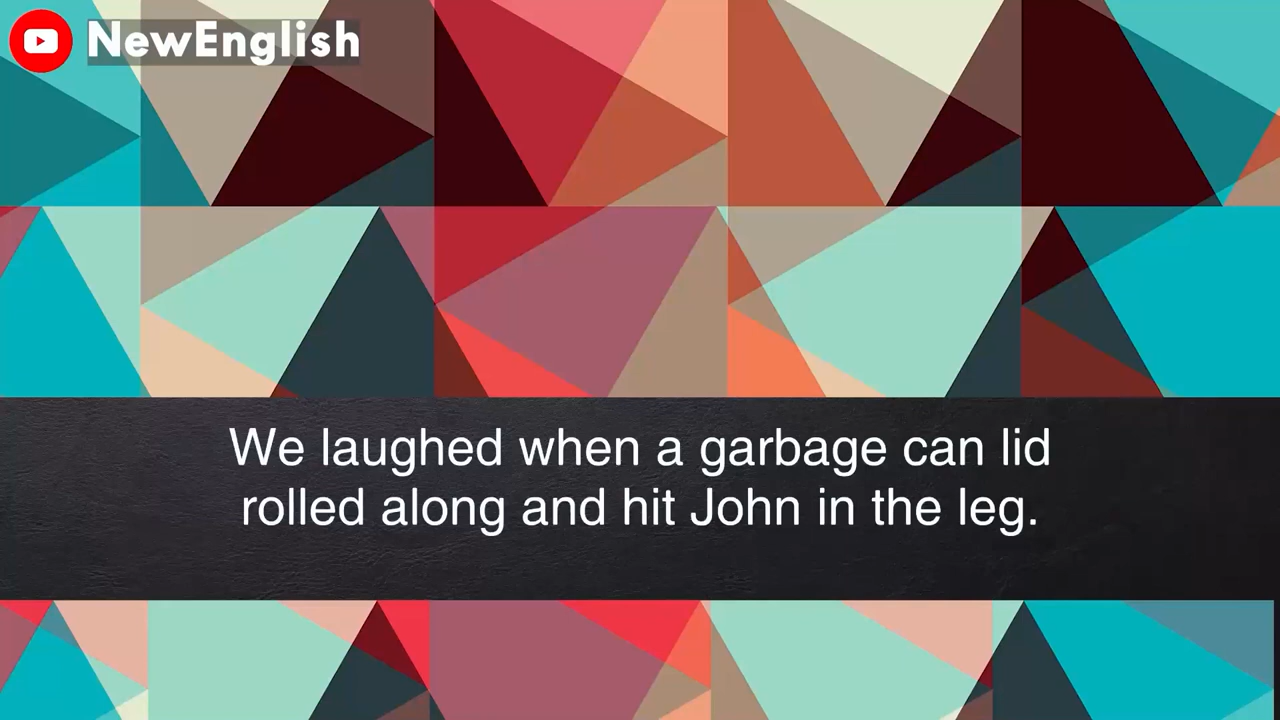 NewEnglish
We laughed when a garbage can lid
rolled along and hit John in the leg.